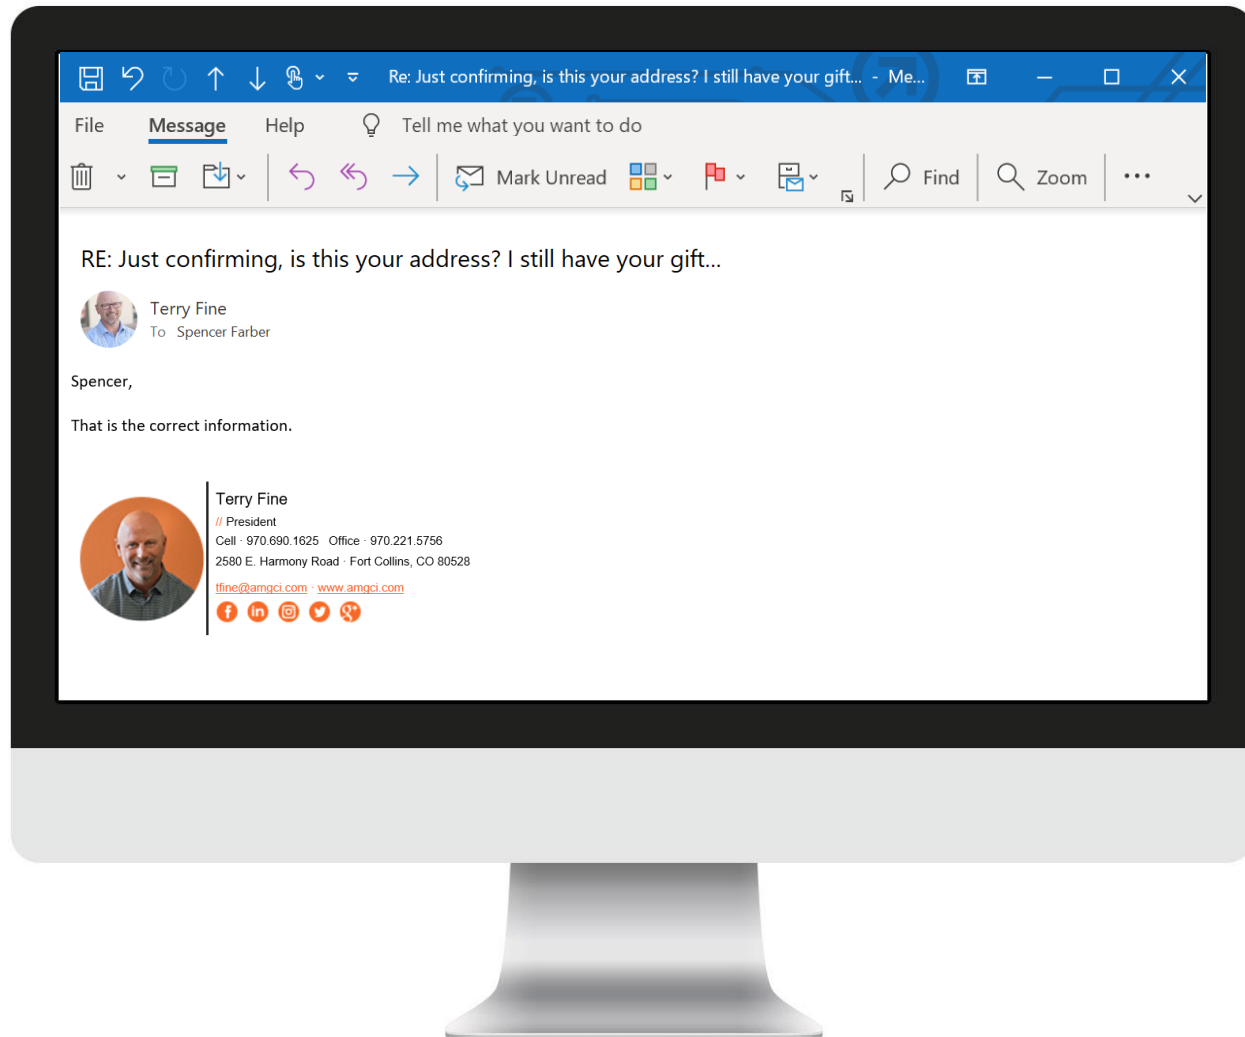 Re: Just confirming, is this your address? I still have your gift... - Me...
File Message Help Tell me what you want to do
Mark Unread Find Zoom ...
RE: Just confirming, is this your address? I still have your gift...
Terry Fine
To Spencer Farber
Spencer,
That is the correct information.
Terry Fine
// President
Cell · 970.690.1625 Office · 970.221.5756
2580 E. Harmony Road · Fort Collins, CO 80528
tfine@amgci.com · www.amgci.com